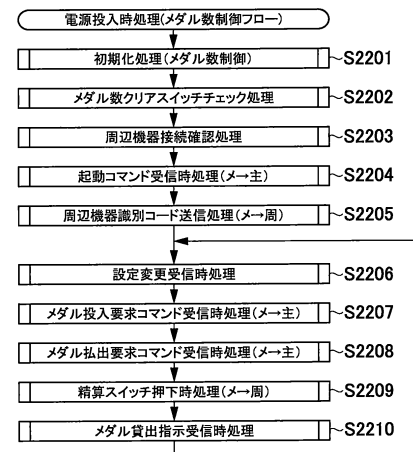 電源投入時処理(メダル数制御フロー)
初期化処理(メダル数制御) S2201
メダル数クリアスイッチチェック処理 S2202
周辺機器接続確認処理 S2203
起動コマンド受信時処理(メ→主) S2204
周辺機器識別コード送信処理(メ→周) S2205
設定変更受信時処理 S2206
メダル投入要求コマンド受信時処理(メ→主) S2207
メダル払出要求コマンド受信時処理(メ→主) S2208
精算スイッチ押下時処理(メ→周) S2209
メダル貸出指示受信時処理 S2210